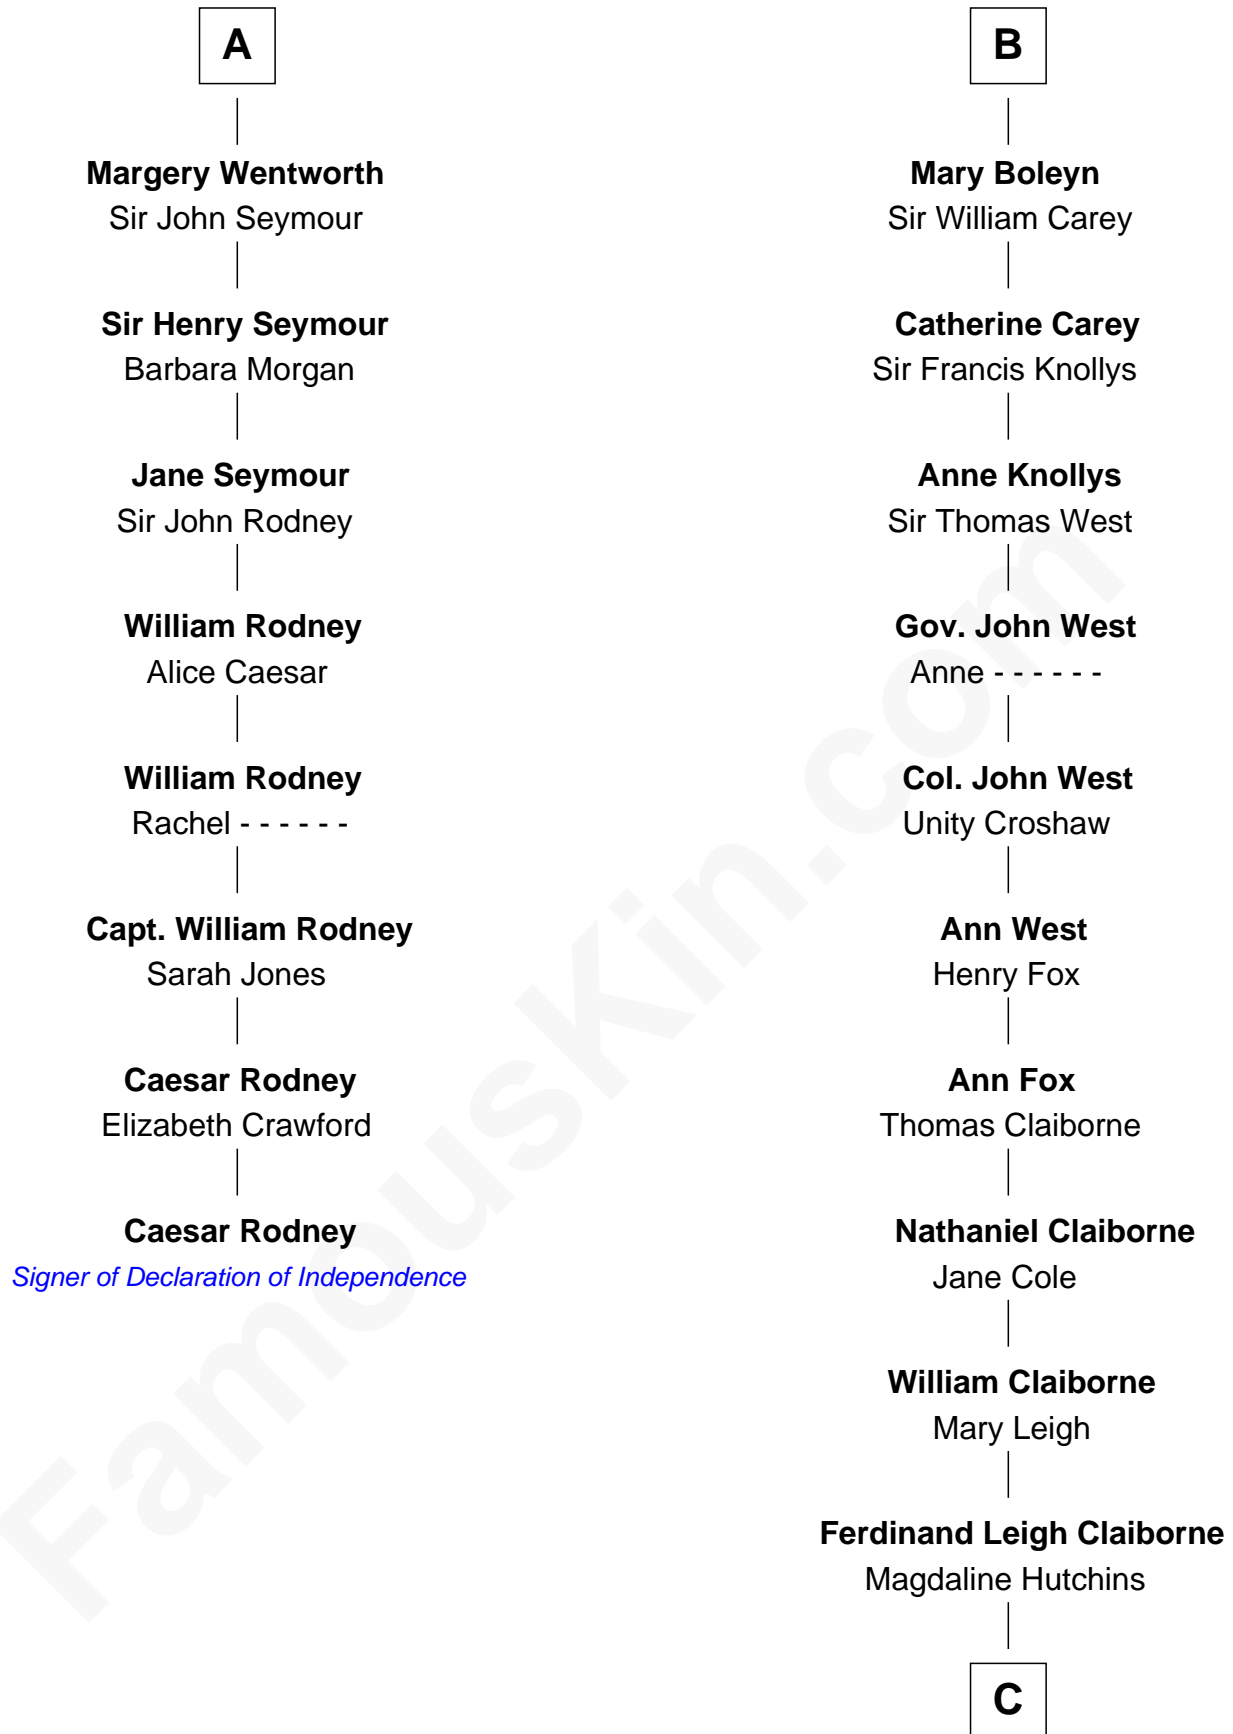 A
Margery Wentworth
Sir John Seymour
Sir Henry Seymour
Barbara Morgan
Jane Seymour
Sir John Rodney
William Rodney
Alice Caesar
William Rodney
Rachel - - - - - -
Capt. William Rodney
Sarah Jones
Caesar Rodney
Elizabeth Crawford
Caesar Rodney
Signer of Declaration of Independence
B
Mary Boleyn
Sir William Carey
Catherine Carey
Sir Francis Knollys
Anne Knollys
Sir Thomas West
Gov. John West
Anne - - - - - -
Col. John West
Unity Croshaw
Ann West
Henry Fox
Ann Fox
Thomas Claiborne
Nathaniel Claiborne
Jane Cole
William Claiborne
Mary Leigh
Ferdinand Leigh Claiborne
Magdaline Hutchins
C
FamousKin.com